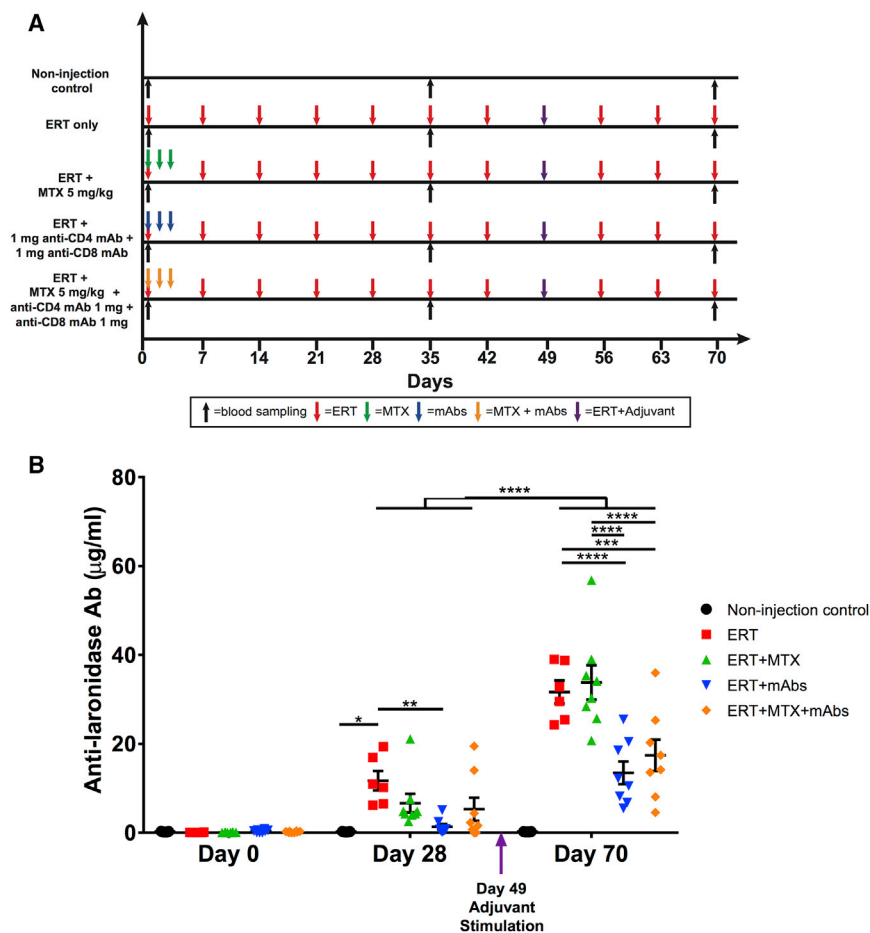 A
Non-injection
control
ERT only
ERT +
MTX 5 mg/kg
ERT +
1 mg anti-CD4 mAb +
1 mg anti-CD8 mAb
ERT +
MTX 5 mg/kg +
anti-CD4 mAb 1 mg +
anti-CD8 mAb 1 mg
0 7 14 21 28 35 42 49 56 63 70
Days
=blood sampling =ERT =MTX =mAbs =MTX + mAbs =ERT+Adjuvant
B
Anti-laronidase Ab (μg/ml)
80
60
40
20
0
****
****
****
***
****
* **
Non-injection control
ERT
ERT+MTX
ERT+mAbs
ERT+MTX+mAbs
Day 0 Day 28 Day 70
Day 49
Adjuvant
Stimulation